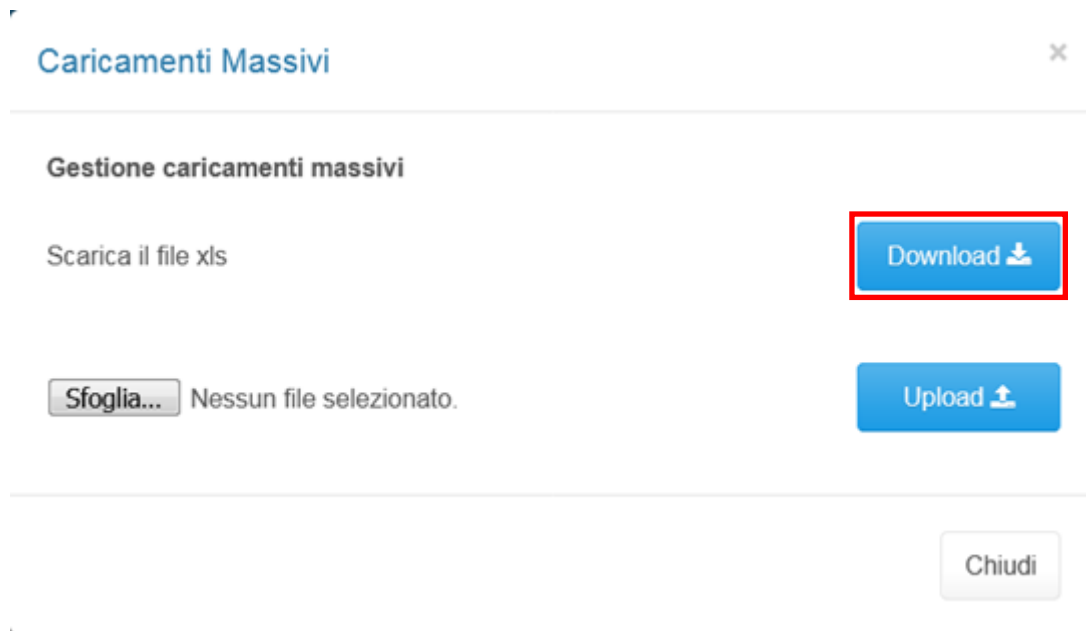 Caricamenti Massivi ×
Gestione caricamenti massivi
Scarica il file xls Download
Sfoglia... Nessun file selezionato. Upload
Chiudi